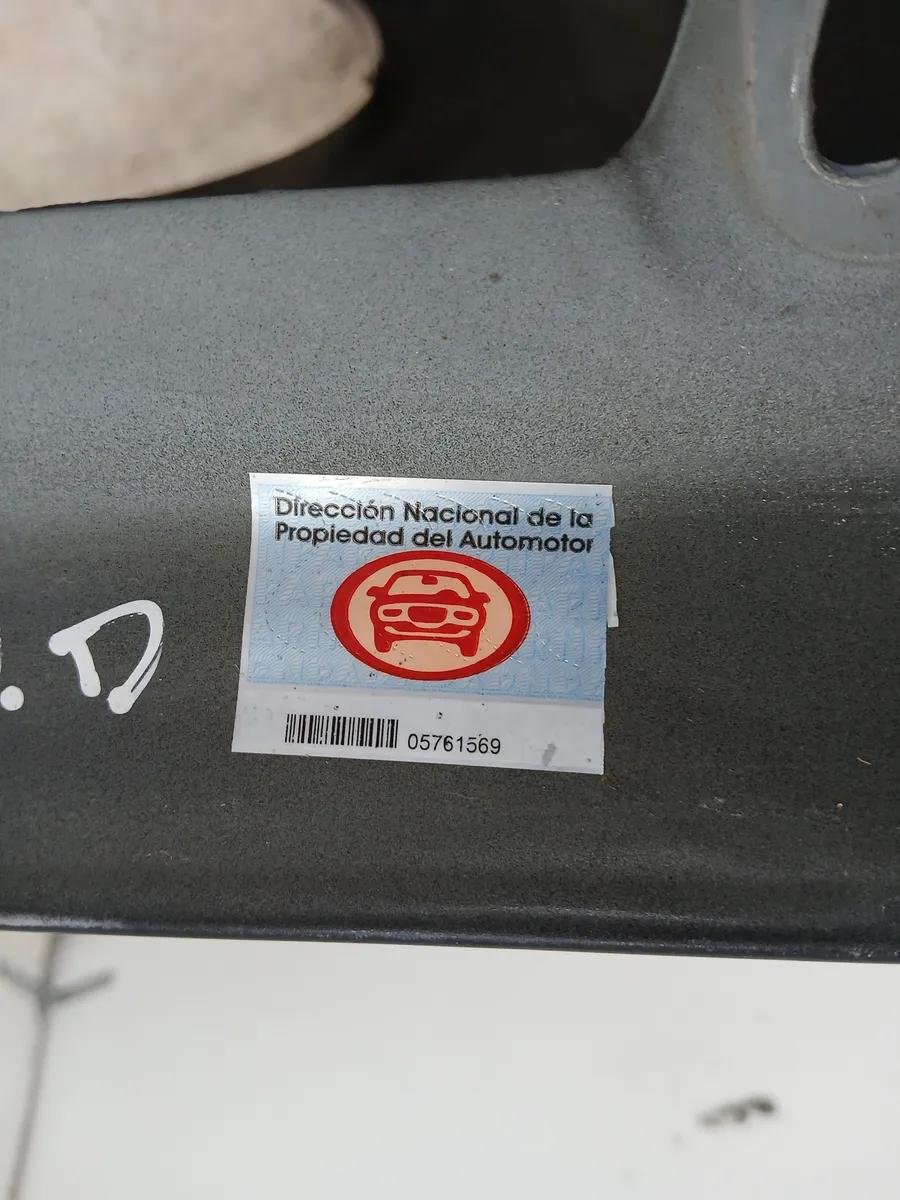 Dirección Nacional de la
Propiedad del Automotor
.D
05761569